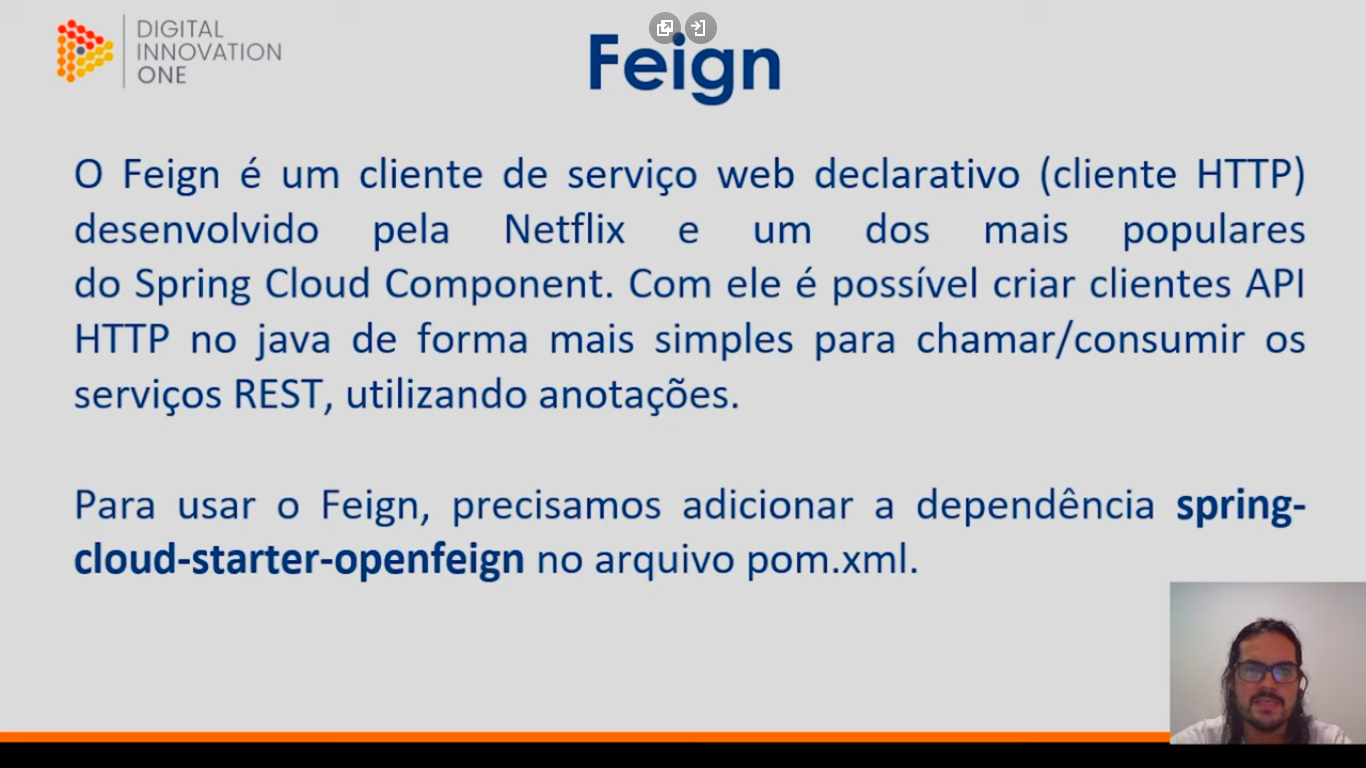 DIGITAL
INNOVATION
ONE
Feign
O Feign é um cliente de serviço web declarativo (cliente HTTP)
desenvolvido pela Netflix e um dos mais populares
do Spring Cloud Component. Com ele é possível criar clientes API
HTTP no java de forma mais simples para chamar/consumir os
serviços REST, utilizando anotações.
Para usar o Feign, precisamos adicionar a dependência spring-
cloud-starter-openfeign no arquivo pom.xml.